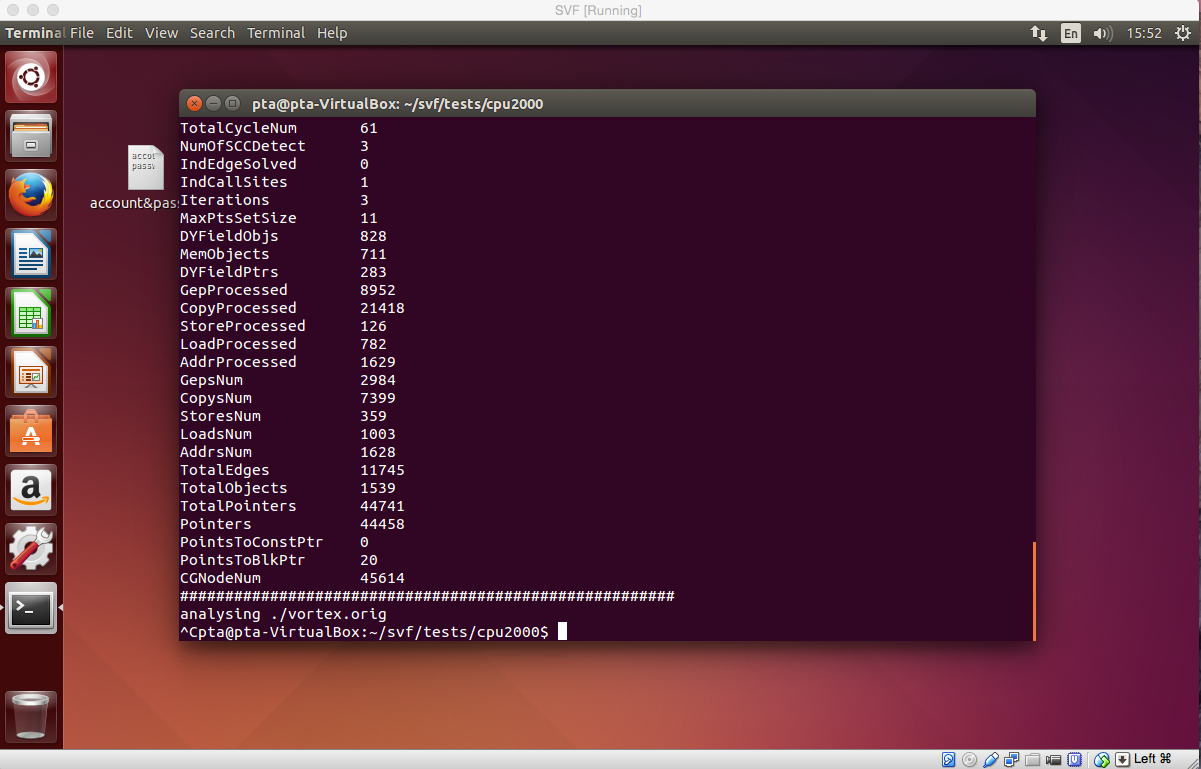 SVF [Running]
Terminal File Edit View Search Terminal Help
En
15:52
pta@pta-VirtualBox: ~/svf/tests/cpu2000
TotalCycleNum 61
NumOfSCCDetect 3
IndEdgeSolved 0
IndCallSites 1
Iterations 3
MaxPtsSetSize 11
DYFieldObjs 828
MemObjects 711
DYFieldPtrs 283
GepProcessed 8952
CopyProcessed 21418
StoreProcessed 126
LoadProcessed 782
AddrProcessed 1629
GepsNum 2984
CopysNum 7399
StoresNum 359
LoadsNum 1003
AddrsNum 1628
TotalEdges 11745
TotalObjects 1539
TotalPointers 44741
Pointers 44458
PointsToConstPtr 0
PointsToBlkPtr 20
CGNodeNum 45614
#######################################################
analysing ./vortex.orig
^Cpta@pta-VirtualBox:~/svf/tests/cpu2000$
account&pas
Left ⌘